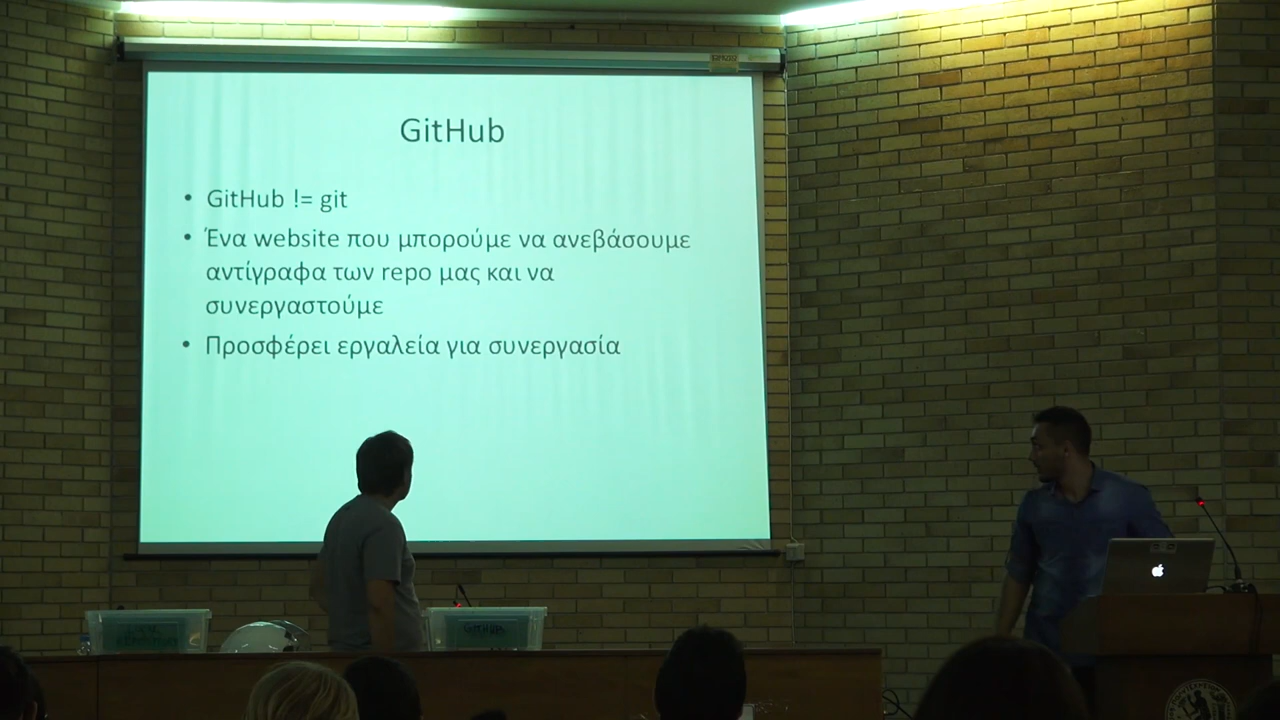 GitHub
• GitHub != git
• Ένα website που μπορούμε να ανεβάσουμε
αντίγραφα των repo μας και να
συνεργαστούμε
• Προσφέρει εργαλεία για συνεργασία
GitHub